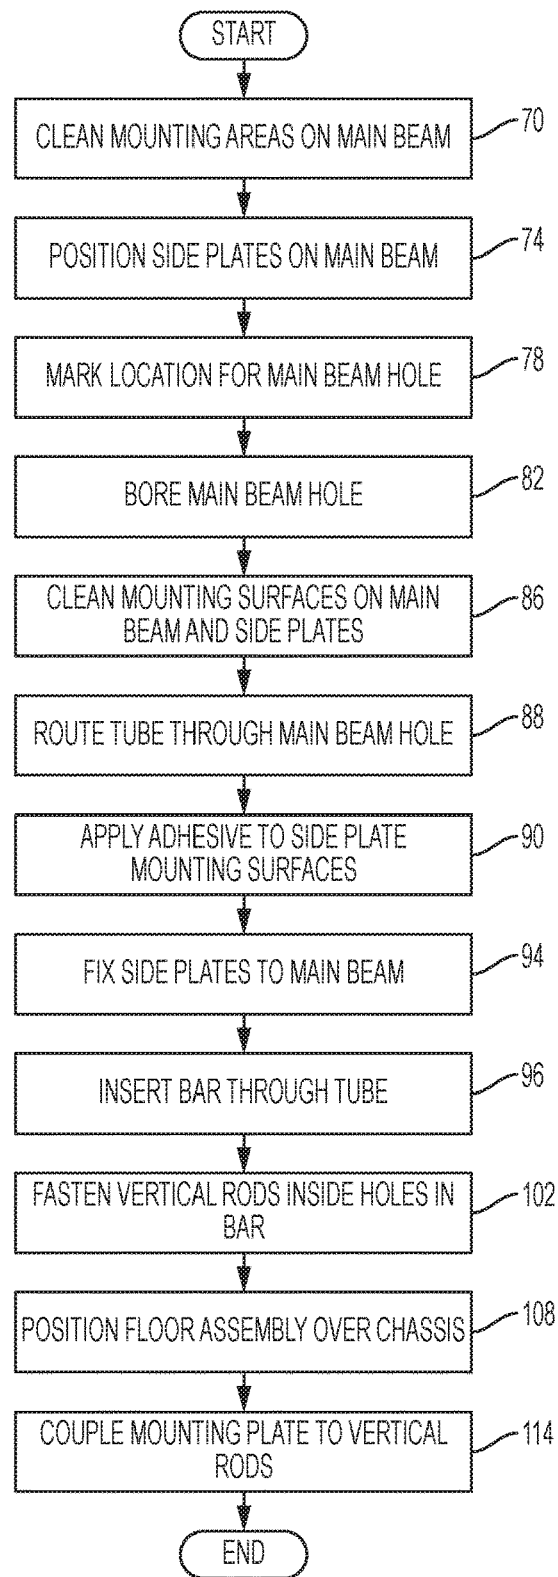 START
CLEAN MOUNTING AREAS ON MAIN BEAM
70
POSITION SIDE PLATES ON MAIN BEAM
74
MARK LOCATION FOR MAIN BEAM HOLE
78
BORE MAIN BEAM HOLE
82
CLEAN MOUNTING SURFACES ON MAIN
BEAM AND SIDE PLATES
86
ROUTE TUBE THROUGH MAIN BEAM HOLE
88
APPLY ADHESIVE TO SIDE PLATE
MOUNTING SURFACES
90
FIX SIDE PLATES TO MAIN BEAM
94
INSERT BAR THROUGH TUBE
96
FASTEN VERTICAL RODS INSIDE HOLES IN
BAR
102
POSITION FLOOR ASSEMBLY OVER CHASSIS
108
COUPLE MOUNTING PLATE TO VERTICAL
RODS
114
END